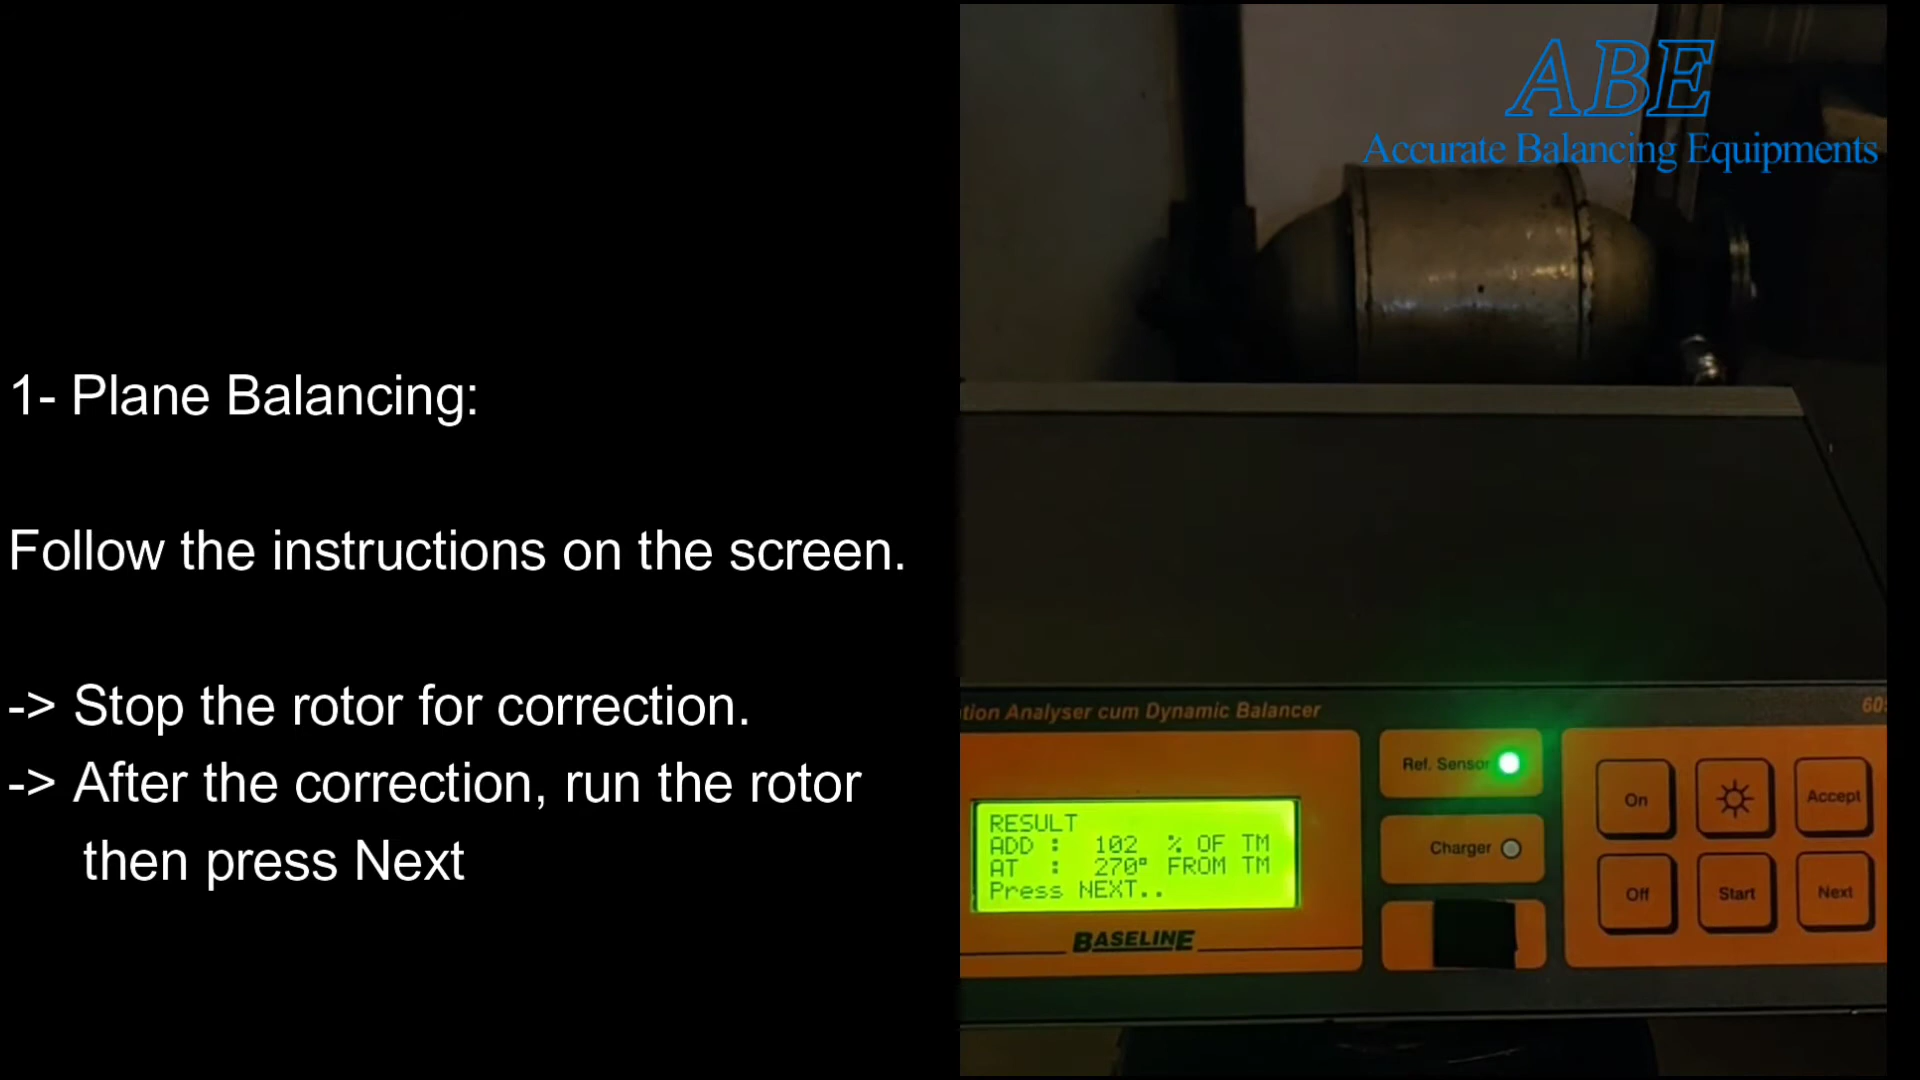 ABE
Accurate Balancing Equipments
1- Plane Balancing:
Follow the instructions on the screen.
-> Stop the rotor for correction.
-> After the correction, run the rotor
then press Next
tion Analyser cum Dynamic Balancer
Ref. Sensor
On
Accept
RESULT
ADD : 102 % OF TM
AT : 270° FROM TM
Press NEXT..
Charger
Off
Start
Next
BASELINE